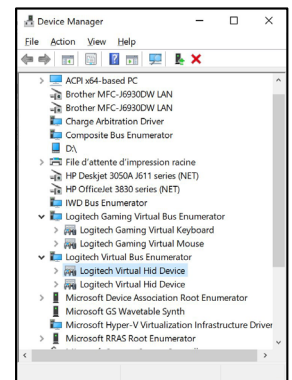 Device Manager
File Action View Help
ACPI x64-based PC
Brother MFC-J6930DW LAN
Brother MFC-J6930DW LAN
Charge Arbitration Driver
Composite Bus Enumerator
D:\
File d'attente d'impression racine
HP Deskjet 3050A J611 series (NET)
HP OfficeJet 3830 series (NET)
IWD Bus Enumerator
Logitech Gaming Virtual Bus Enumerator
Logitech Gaming Virtual Keyboard
Logitech Gaming Virtual Mouse
Logitech Virtual Bus Enumerator
Logitech Virtual Hid Device
Logitech Virtual Hid Device
Microsoft Device Association Root Enumerator
Microsoft GS Wavetable Synth
Microsoft Hyper-V Virtualization Infrastructure Driver
Microsoft RRAS Root Enumerator